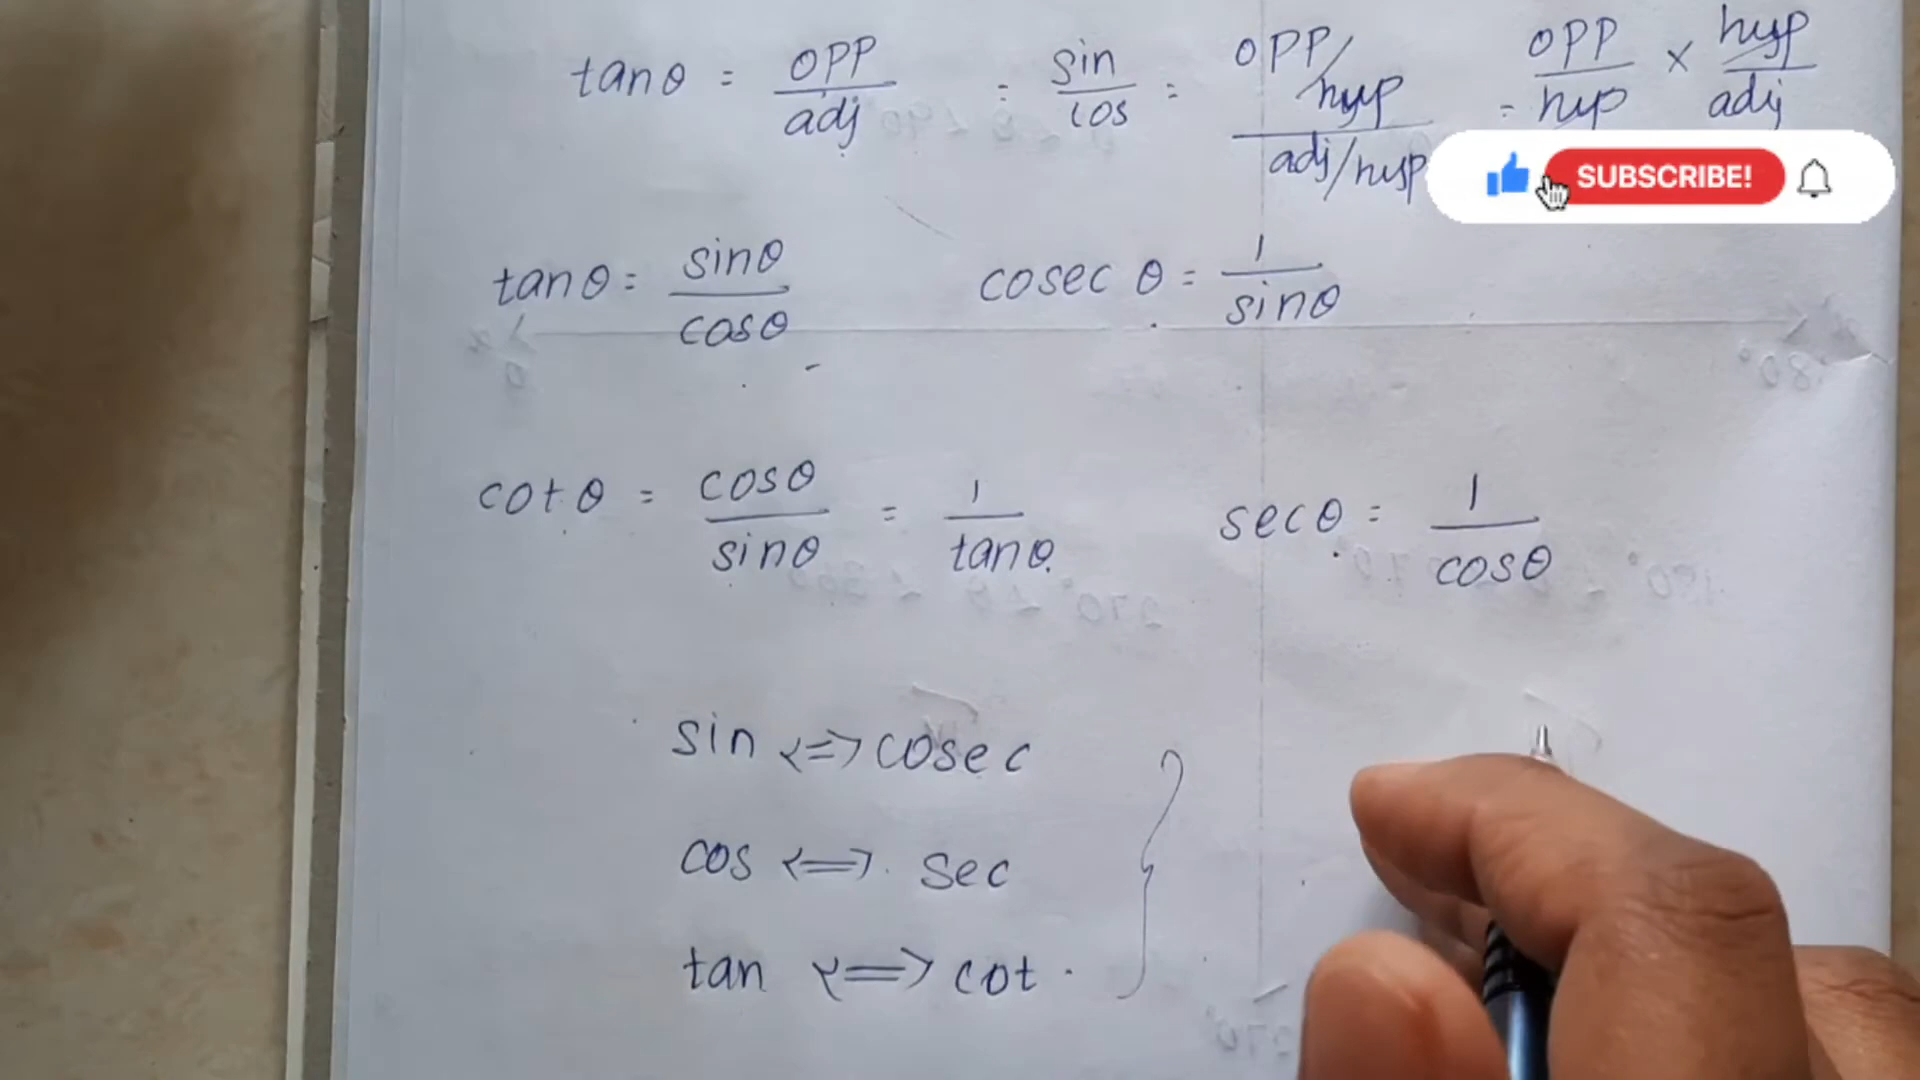 tanθ = opp/adj = sin/cos = opp/hyp / adj/hyp = opp/hyp × hyp/adj
SUBSCRIBE!
tanθ = sinθ/cosθ cosec θ = 1/sinθ
cotθ = cosθ/sinθ = 1/tanθ. secθ = 1/cosθ
sin <=> cosec
cos <=> sec
tan <=> cot